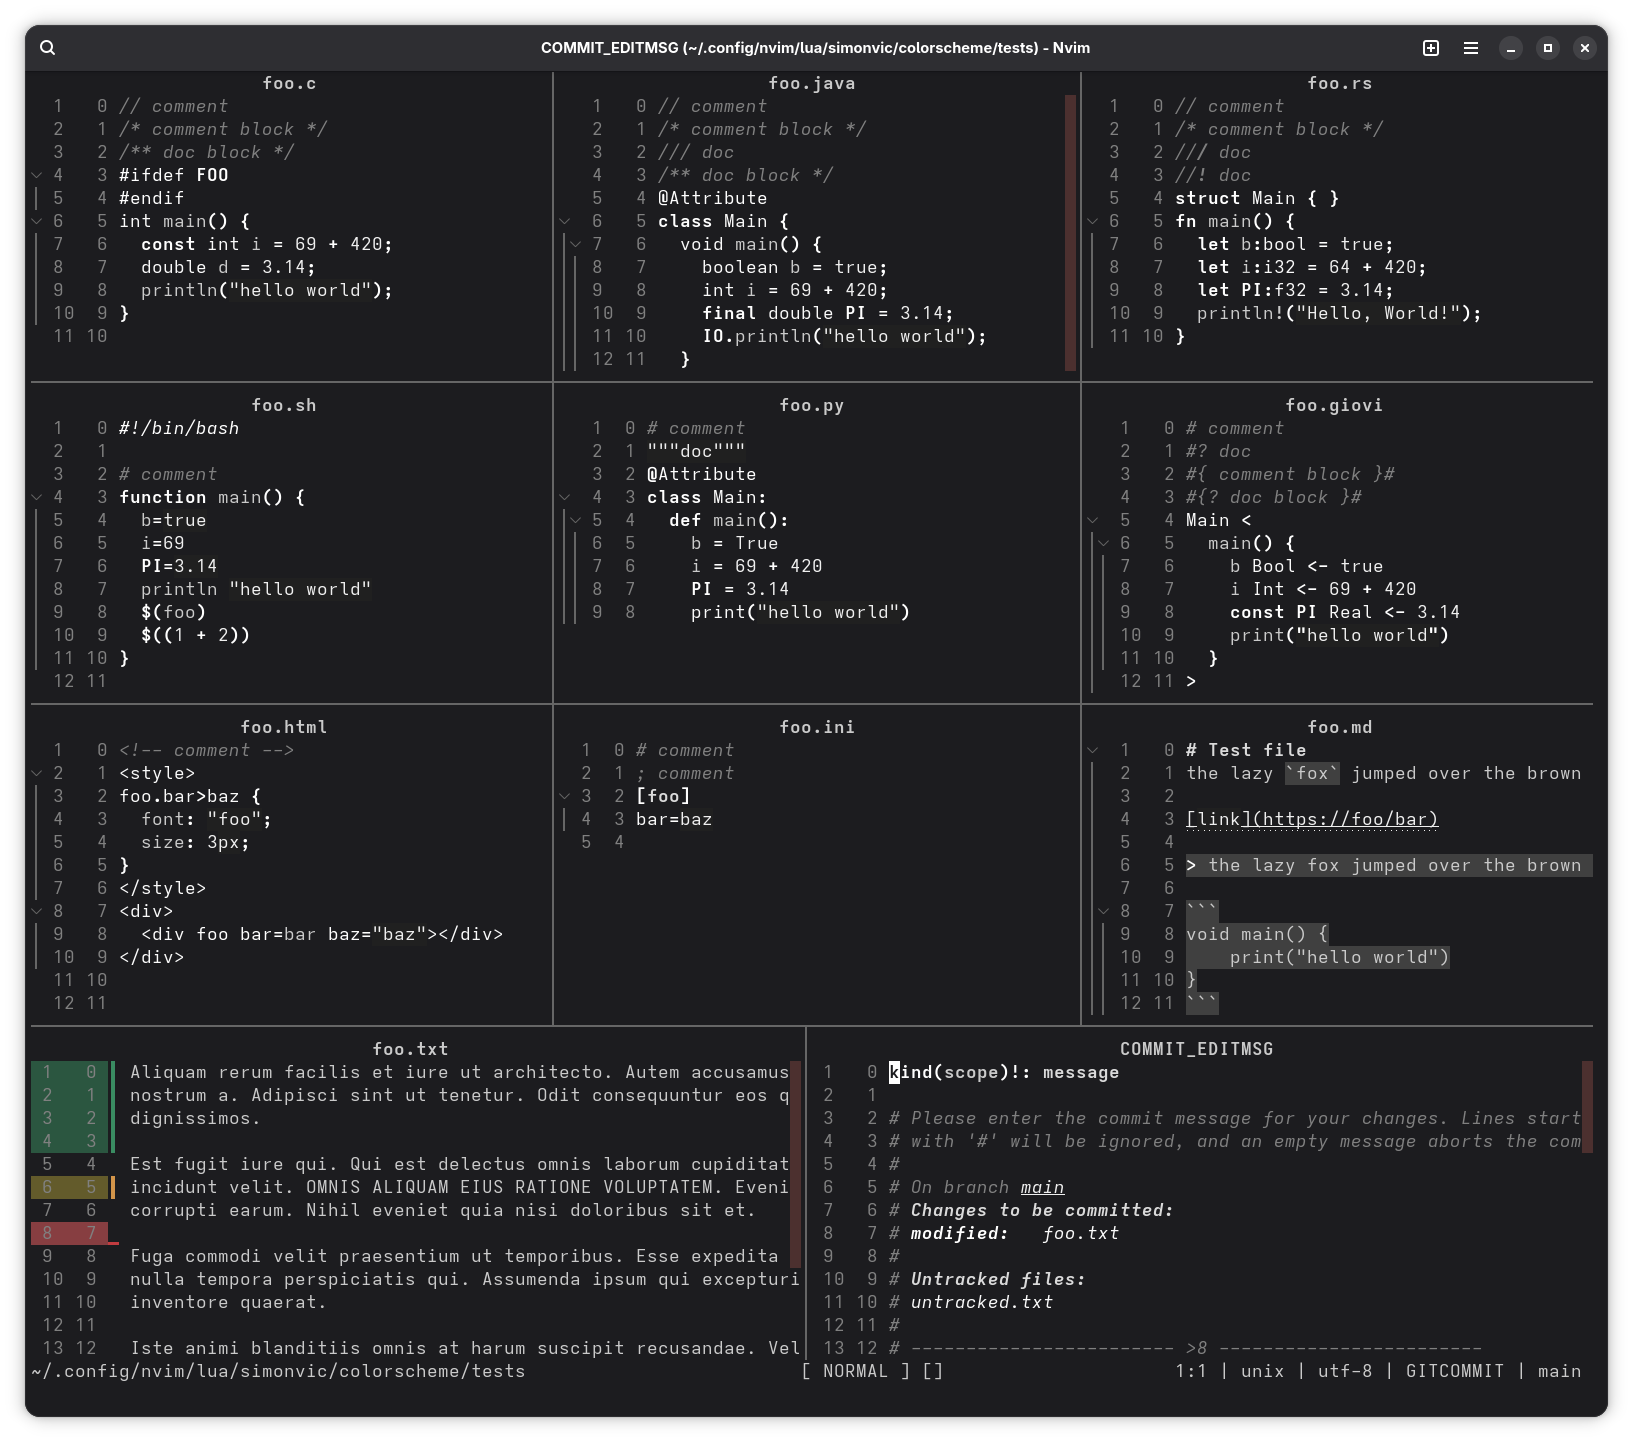 COMMIT_EDITMSG (~/.config/nvim/lua/simonvic/colorscheme/tests) - Nvim
foo.c
1 0 // comment
2 1 /* comment block */
3 2 /** doc block */
4 3 #ifdef FOO
5 4 #endif
6 5 int main() {
7 6   const int i = 69 + 420;
8 7   double d = 3.14;
9 8   println("hello world");
10 9 }
11 10
foo.java
1 0 // comment
2 1 /* comment block */
3 2 /// doc
4 3 /** doc block */
5 4 @Attribute
6 5 class Main {
7 6   void main() {
8 7     boolean b = true;
9 8     int i = 69 + 420;
10 9     final double PI = 3.14;
11 10     IO.println("hello world");
12 11   }
foo.rs
1 0 // comment
2 1 /* comment block */
3 2 /// doc
4 3 //! doc
5 4 struct Main { }
6 5 fn main() {
7 6   let b:bool = true;
8 7   let i:i32 = 64 + 420;
9 8   let PI:f32 = 3.14;
10 9   println!("Hello, World!");
11 10 }
foo.sh
1 0 #!/bin/bash
2 1
3 2 # comment
4 3 function main() {
5 4   b=true
6 5   i=69
7 6   PI=3.14
8 7   println "hello world"
9 8   $(foo)
10 9   $((1 + 2))
11 10 }
12 11
foo.py
1 0 # comment
2 1 """doc"""
3 2 @Attribute
4 3 class Main:
5 4   def main():
6 5     b = True
7 6     i = 69 + 420
8 7     PI = 3.14
9 8     print("hello world")
foo.giovi
1 0 # comment
2 1 #? doc
3 2 #{ comment block }#
4 3 #{? doc block }#
5 4 Main <
6 5   main() {
7 6     b Bool <- true
8 7     i Int <- 69 + 420
9 8     const PI Real <- 3.14
10 9     print("hello world")
11 10   }
12 11 >
foo.html
1 0 <!-- comment -->
2 1 <style>
3 2 foo.bar>baz {
4 3   font: "foo";
5 4   size: 3px;
6 5 }
7 6 </style>
8 7 <div>
9 8   <div foo bar=bar baz="baz"></div>
10 9 </div>
11 10
12 11
foo.ini
1 0 # comment
2 1 ; comment
3 2 [foo]
4 3 bar=baz
5 4
foo.md
1 0 # Test file
2 1 the lazy `fox` jumped over the brown
3 2
4 3 [link](https://foo/bar)
5 4
6 5 > the lazy fox jumped over the brown
7 6
8 7 ```
9 8 void main() {
10 9     print("hello world")
11 10 }
12 11 ```
foo.txt
1 0 Aliquam rerum facilis et iure ut architecto. Autem accusamus
2 1 nostrum a. Adipisci sint ut tenetur. Odit consequuntur eos q
3 2 dignissimos.
4 3
5 4 Est fugit iure qui. Qui est delectus omnis laborum cupiditat
6 5 incidunt velit. OMNIS ALIQUAM EIUS RATIONE VOLUPTATEM. Eveni
7 6 corrupti earum. Nihil eveniet quia nisi doloribus sit et.
8 7
9 8 Fuga commodi velit praesentium ut temporibus. Esse expedita
10 9 nulla tempora perspiciatis qui. Assumenda ipsum qui excepturi
11 10 inventore quaerat.
12 11
13 12 Iste animi blanditiis omnis at harum suscipit recusandae. Vel
COMMIT_EDITMSG
1 0 kind(scope)!: message
2 1
3 2 # Please enter the commit message for your changes. Lines start
4 3 # with '#' will be ignored, and an empty message aborts the com
5 4 #
6 5 # On branch main
7 6 # Changes to be committed:
8 7 # modified:   foo.txt
9 8 #
10 9 # Untracked files:
11 10 # untracked.txt
12 11 #
13 12 # ------------------------ >8 ------------------------
~/.config/nvim/lua/simonvic/colorscheme/tests [ NORMAL ] [] 1:1 | unix | utf-8 | GITCOMMIT | main